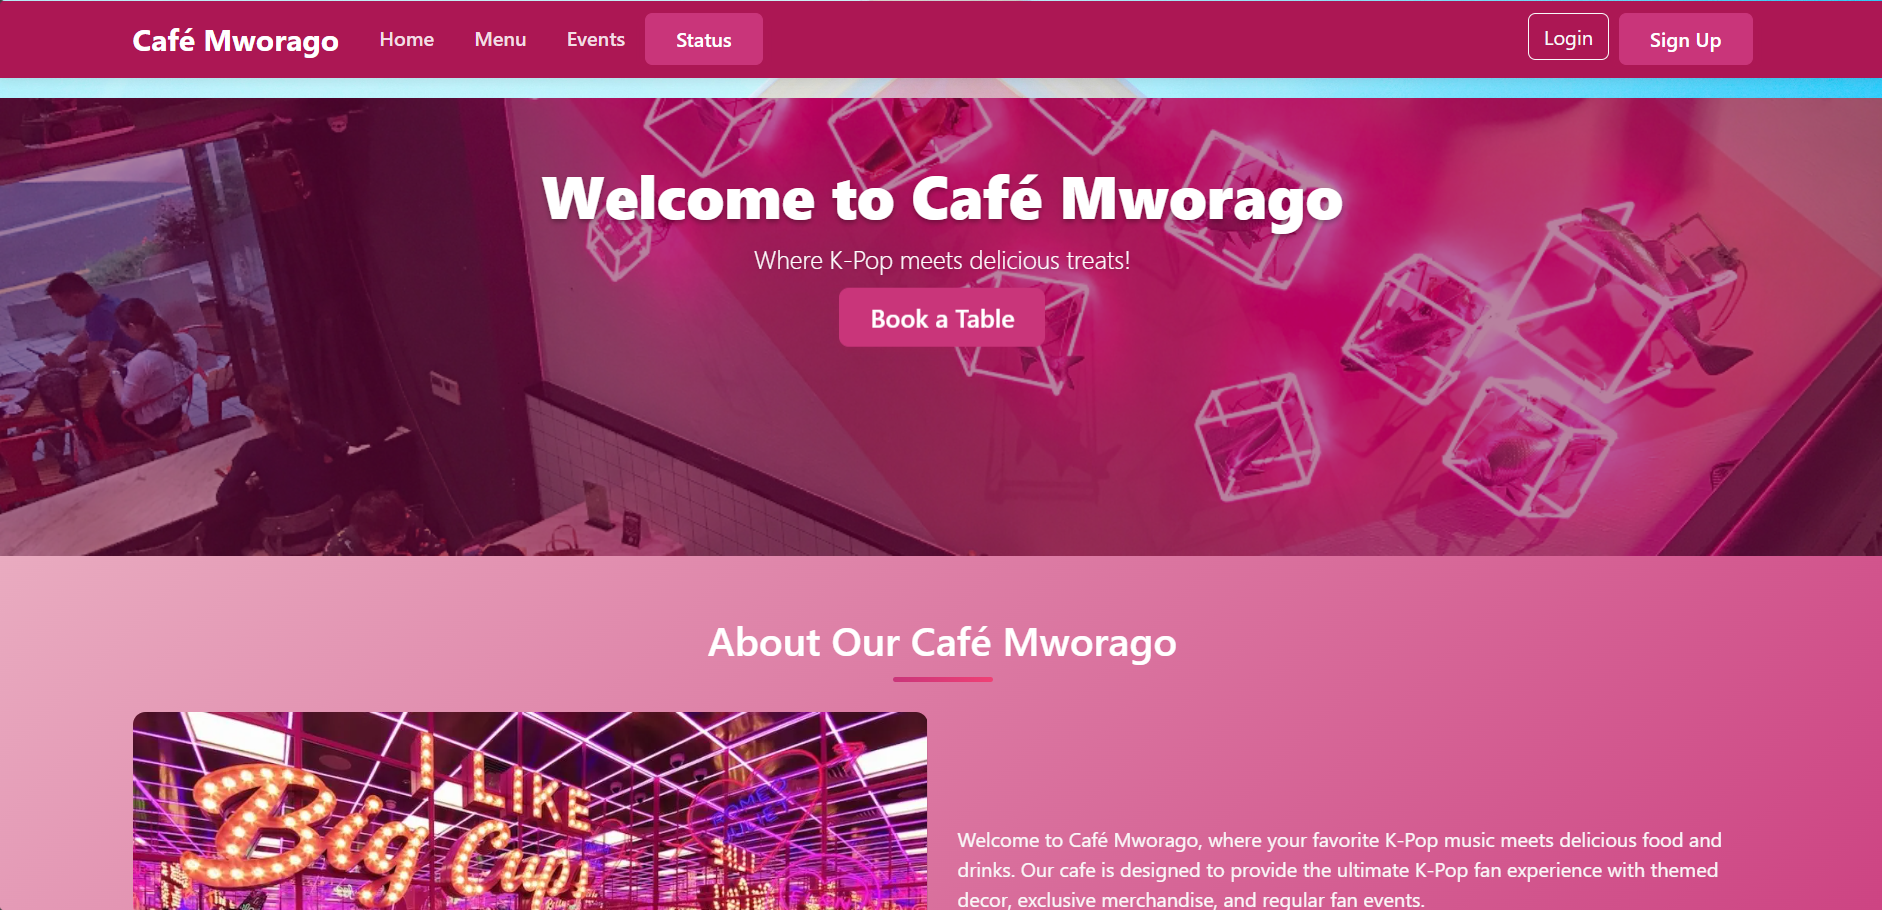 Café Mworago
Home
Menu
Events
Status
Login
Sign Up
Welcome to Café Mworago
Where K-Pop meets delicious treats!
Book a Table
About Our Café Mworago
I LIKE
Big Cups
Welcome to Café Mworago, where your favorite K-Pop music meets delicious food and
drinks. Our cafe is designed to provide the ultimate K-Pop fan experience with themed
decor, exclusive merchandise, and regular fan events.